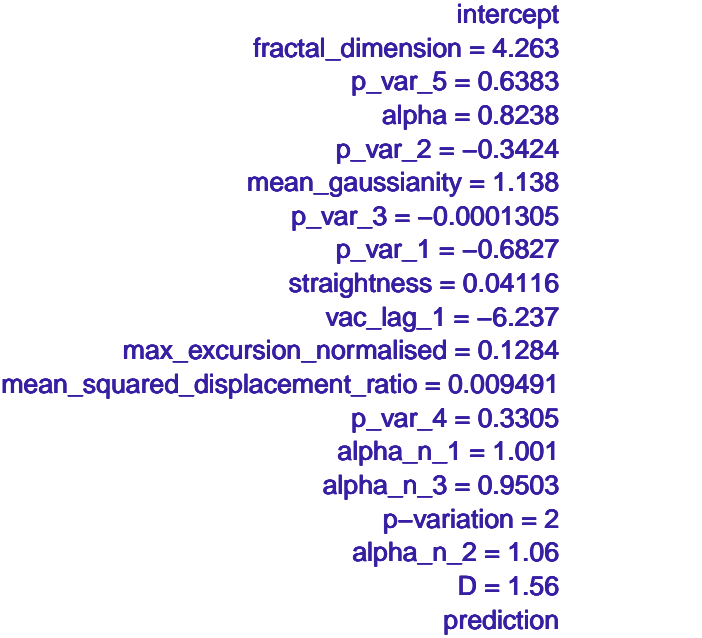 intercept
fractal_dimension = 4.263
p_var_5 = 0.6383
alpha = 0.8238
p_var_2 = −0.3424
mean_gaussianity = 1.138
p_var_3 = −0.0001305
p_var_1 = −0.6827
straightness = 0.04116
vac_lag_1 = −6.237
max_excursion_normalised = 0.1284
mean_squared_displacement_ratio = 0.009491
p_var_4 = 0.3305
alpha_n_1 = 1.001
alpha_n_3 = 0.9503
p−variation = 2
alpha_n_2 = 1.06
D = 1.56
prediction